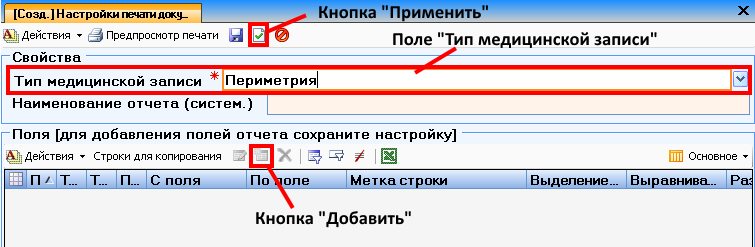 [Созд.] Настройки печати доку...
Кнопка "Применить"
Действия Предпросмотр печати
Поле "Тип медицинской записи"
Свойства
Тип медицинской записи * Периметрия
Наименование отчета (систем.)
Поля [для добавления полей отчета сохраните настройку]
Действия Строки для копирования Основное
П Т... Т... П... С поля По поле Метка строки Выделение... Выравнива... Раз
Кнопка "Добавить"